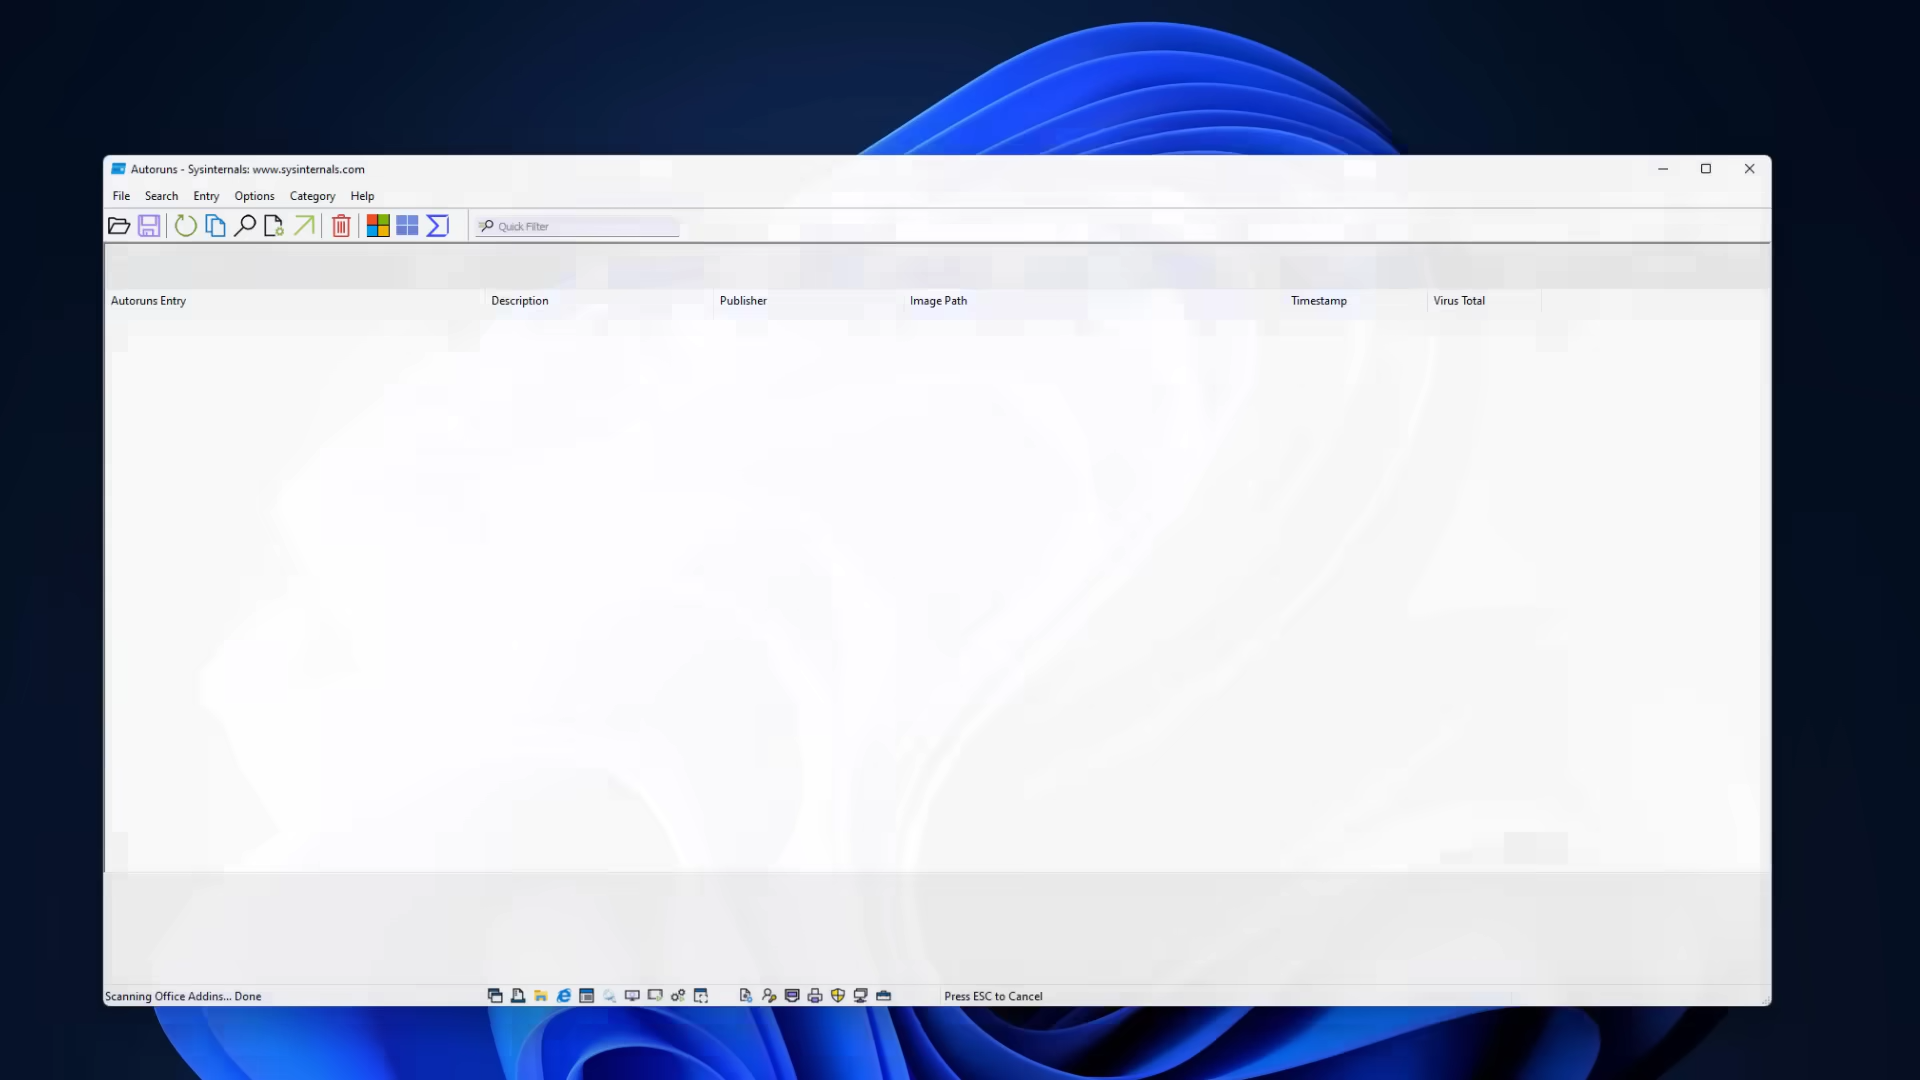 Autoruns - Sysinternals: www.sysinternals.com
File Search Entry Options Category Help
Quick Filter
Autoruns Entry Description Publisher Image Path Timestamp Virus Total
Scanning Office Addins... Done Press ESC to Cancel